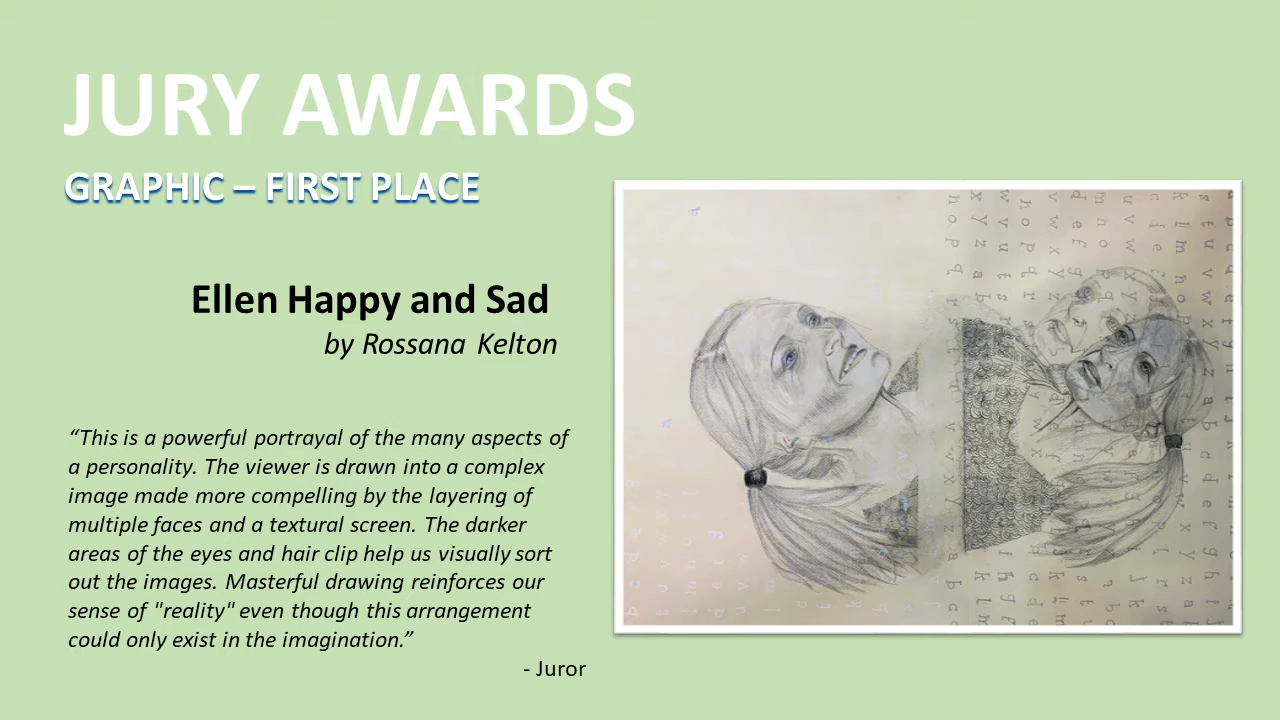 JURY AWARDS
GRAPHIC – FIRST PLACE
Ellen Happy and Sad
by Rossana Kelton
“This is a powerful portrayal of the many aspects of
a personality. The viewer is drawn into a complex
image made more compelling by the layering of
multiple faces and a textural screen. The darker
areas of the eyes and hair clip help us visually sort
out the images. Masterful drawing reinforces our
sense of "reality" even though this arrangement
could only exist in the imagination.”
- Juror